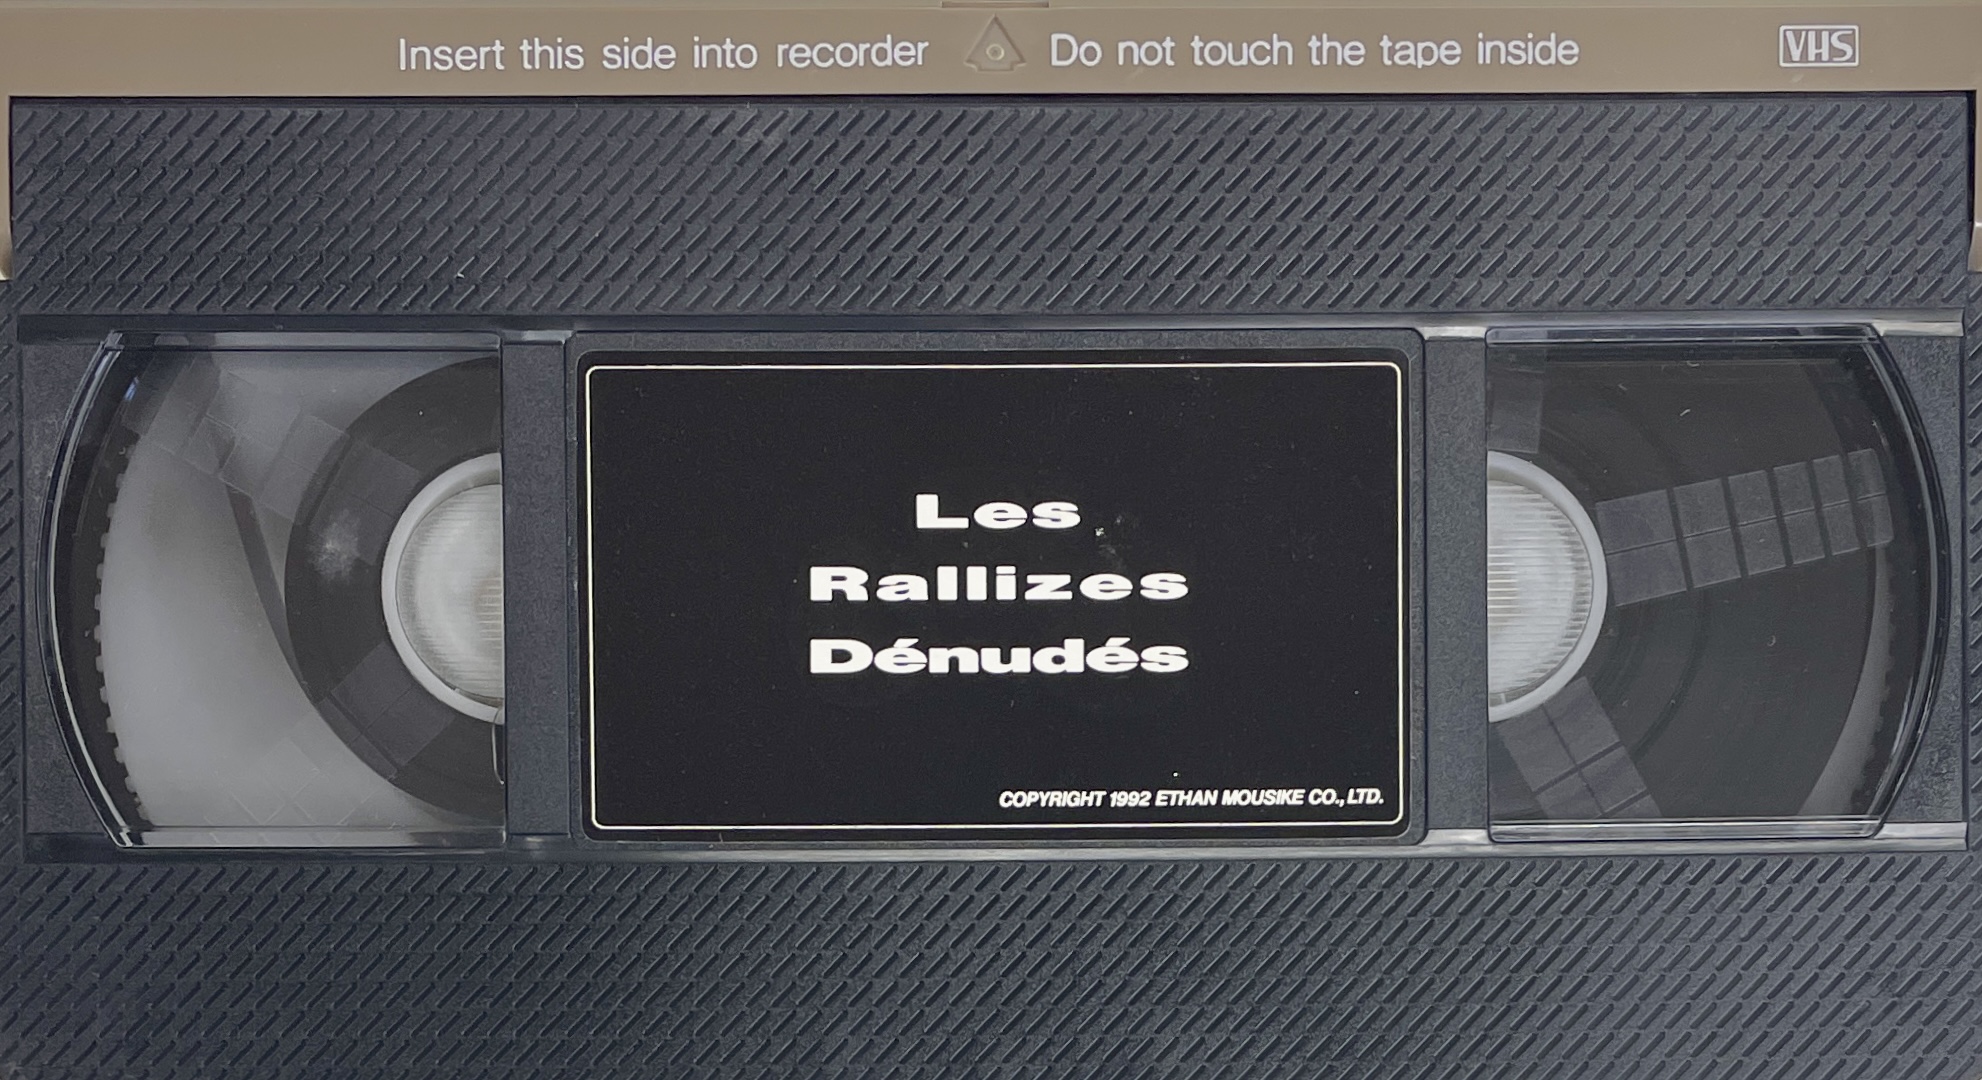 Insert this side into recorder Do not touch the tape inside VHS
Les
Rallizes
Dénudés
COPYRIGHT 1992 ETHAN MOUSIKE CO., LTD.